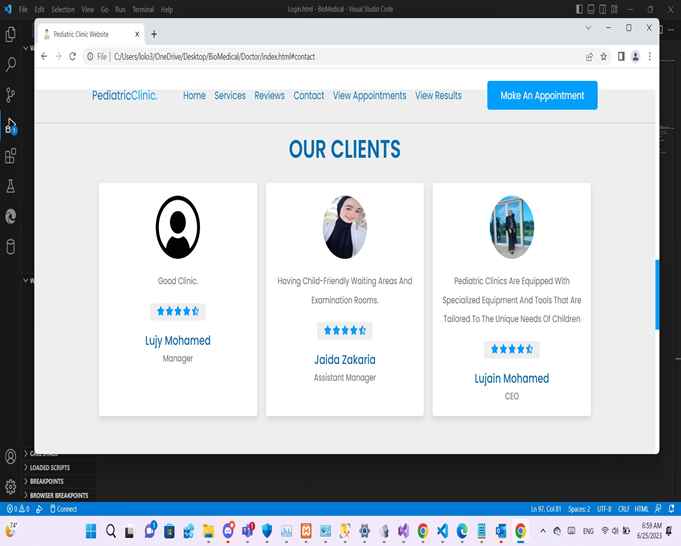 File Edit Selection View Go Run Terminal Help
Login.html - BioMedical - Visual Studio Code
Pediatric Clinic Website
File C:/Users/lolo3/OneDrive/Desktop/BioMedical/Doctor/index.html#contact
PediatricClinic. Home Services Reviews Contact View Appointments View Results Make An Appointment
OUR CLIENTS
Good Clinic.
Lujy Mohamed
Manager
Having Child-Friendly Waiting Areas And
Examination Rooms.
Jaida Zakaria
Assistant Manager
Pediatric Clinics Are Equipped With
Specialized Equipment And Tools That Are
Tailored To The Unique Needs Of Children
Lujain Mohamed
CEO
LOADED SCRIPTS
BREAKPOINTS
BROWSER BREAKPOINTS
0 0 Connect
Ln 97, Col 81 Spaces: 2 UTF-8 CRLF HTML
74°
ENG
6:59 AM
6/25/2023